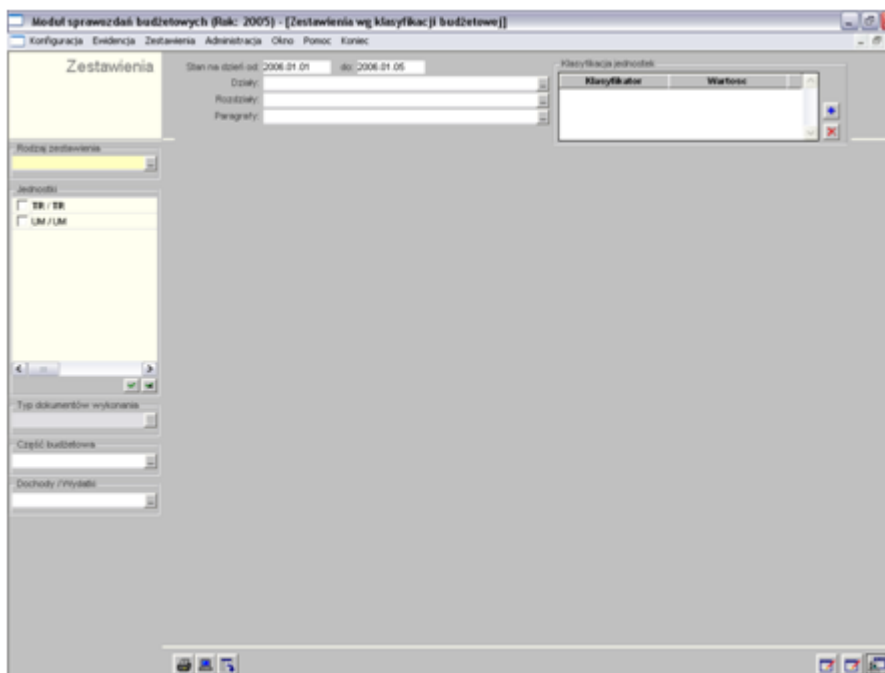 Moduł sprawozdań budżetowych (Rok: 2005) - [Zestawienia wg klasyfikacji budżetowej]
Konfiguracja Ewidencja Zestawienia Administracja Okno Pomoc Koniec
Zestawienia
Stan na dzień od: 2006.01.01 do: 2006.01.05
Działy:
Rozdziały:
Paragrafy:
Klasyfikacja jednostek
Klasyfikator Wartosc
Rodzaj zestawienia
Jednostki
TIR / TIR
UM / UM
Typ dokumentów wykonania
Część budżetowa
Dochody / Wydatki